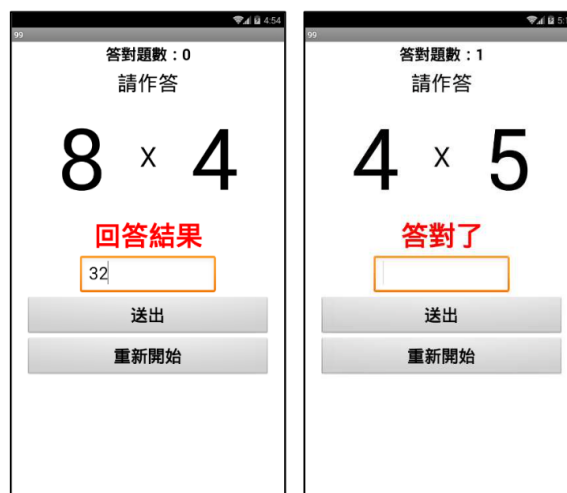 4:54
99
答對題數：0
請作答
8 x 4
回答結果
32
送出
重新開始
99
答對題數：1
請作答
4 x 5
答對了
送出
重新開始